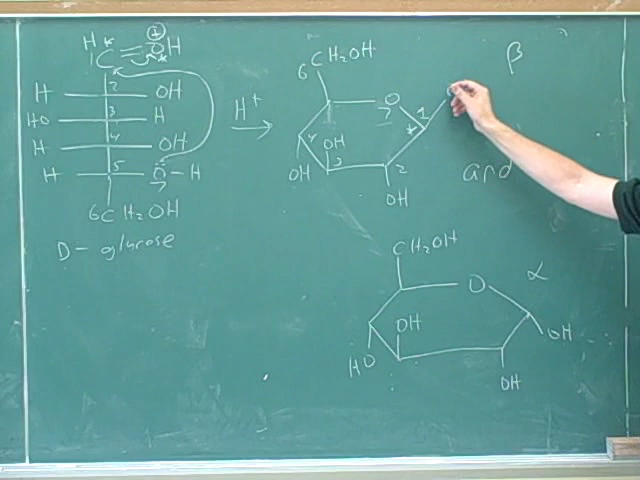 H C* = OH +
H 2 OH
HO 3 H
H 4 OH
H 5 O - H
6CH2OH
D- glucose
H+
6CH2OH
O
1
*
4
OH
3
OH
2
OH
β
and
CH2OH
O
α
OH
OH
HO
OH